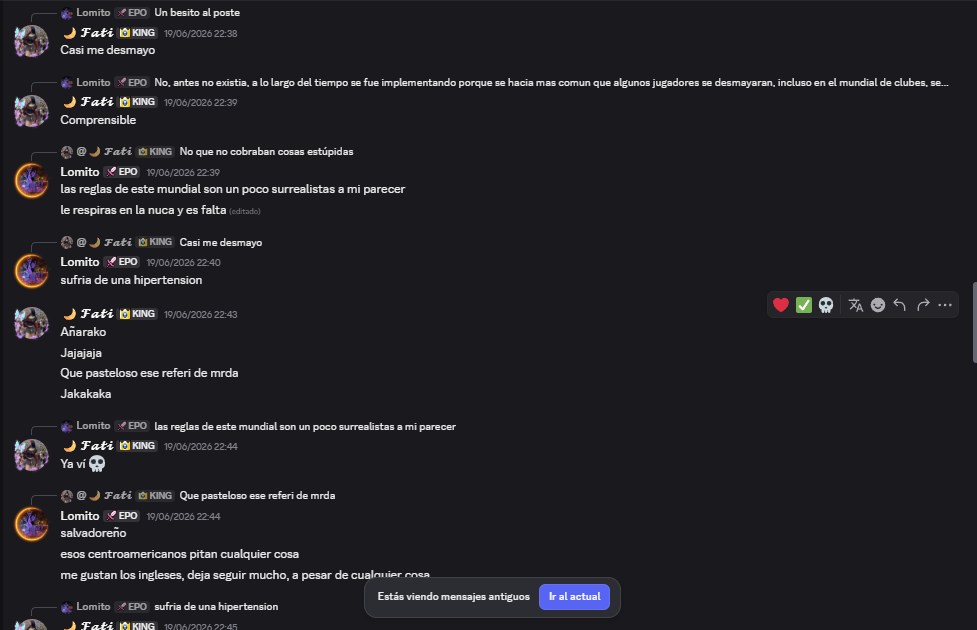 Lomito EPO Un besito al poste
𝓕𝓪𝓽𝓲 KING 19/06/2026 22:38
Casi me desmayo
Lomito EPO No, antes no existia, a lo largo del tiempo se fue implementando porque se hacia mas comun que algunos jugadores se desmayaran, incluso en el mundial de clubes, se...
𝓕𝓪𝓽𝓲 KING 19/06/2026 22:39
Comprensible
@ 𝓕𝓪𝓽𝓲 KING No que no cobraban cosas estúpidas
Lomito EPO 19/06/2026 22:39
las reglas de este mundial son un poco surrealistas a mi parecer
le respiras en la nuca y es falta (editado)
@ 𝓕𝓪𝓽𝓲 KING Casi me desmayo
Lomito EPO 19/06/2026 22:40
sufria de una hipertension
𝓕𝓪𝓽𝓲 KING 19/06/2026 22:43
Añarako
Jajajaja
Que pasteloso ese referi de mrda
Jakakaka
Lomito EPO las reglas de este mundial son un poco surrealistas a mi parecer
𝓕𝓪𝓽𝓲 KING 19/06/2026 22:44
Ya ví 💀
@ 𝓕𝓪𝓽𝓲 KING Que pasteloso ese referi de mrda
Lomito EPO 19/06/2026 22:44
salvadoreño
esos centroamericanos pitan cualquier cosa
me gustan los ingleses, deja seguir mucho, a pesar de cualquier cosa
Estás viendo mensajes antiguos Ir al actual
Lomito EPO sufria de una hipertension
𝓕𝓪𝓽𝓲 KING 19/06/2026 22:45